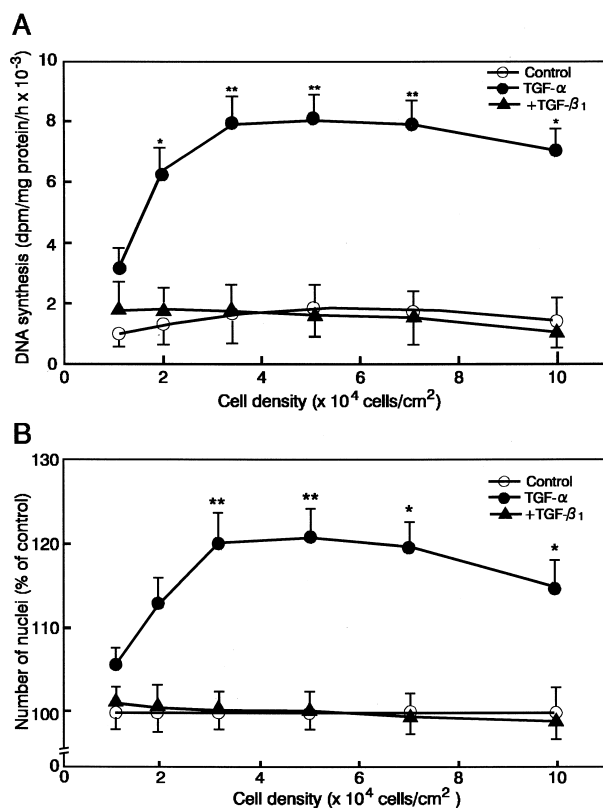 A
DNA synthesis (dpm/mg protein/h x 10⁻³)
10
8
6
4
2
0
* ** ** ** *
Control
TGF-α
+TGF-β₁
0 2 4 6 8 10
Cell density (x 10⁴ cells/cm²)
B
Number of nuclei (% of control)
130
120
110
100
0
** ** * *
Control
TGF-α
+TGF-β₁
0 2 4 6 8 10
Cell density (x 10⁴ cells/cm²)